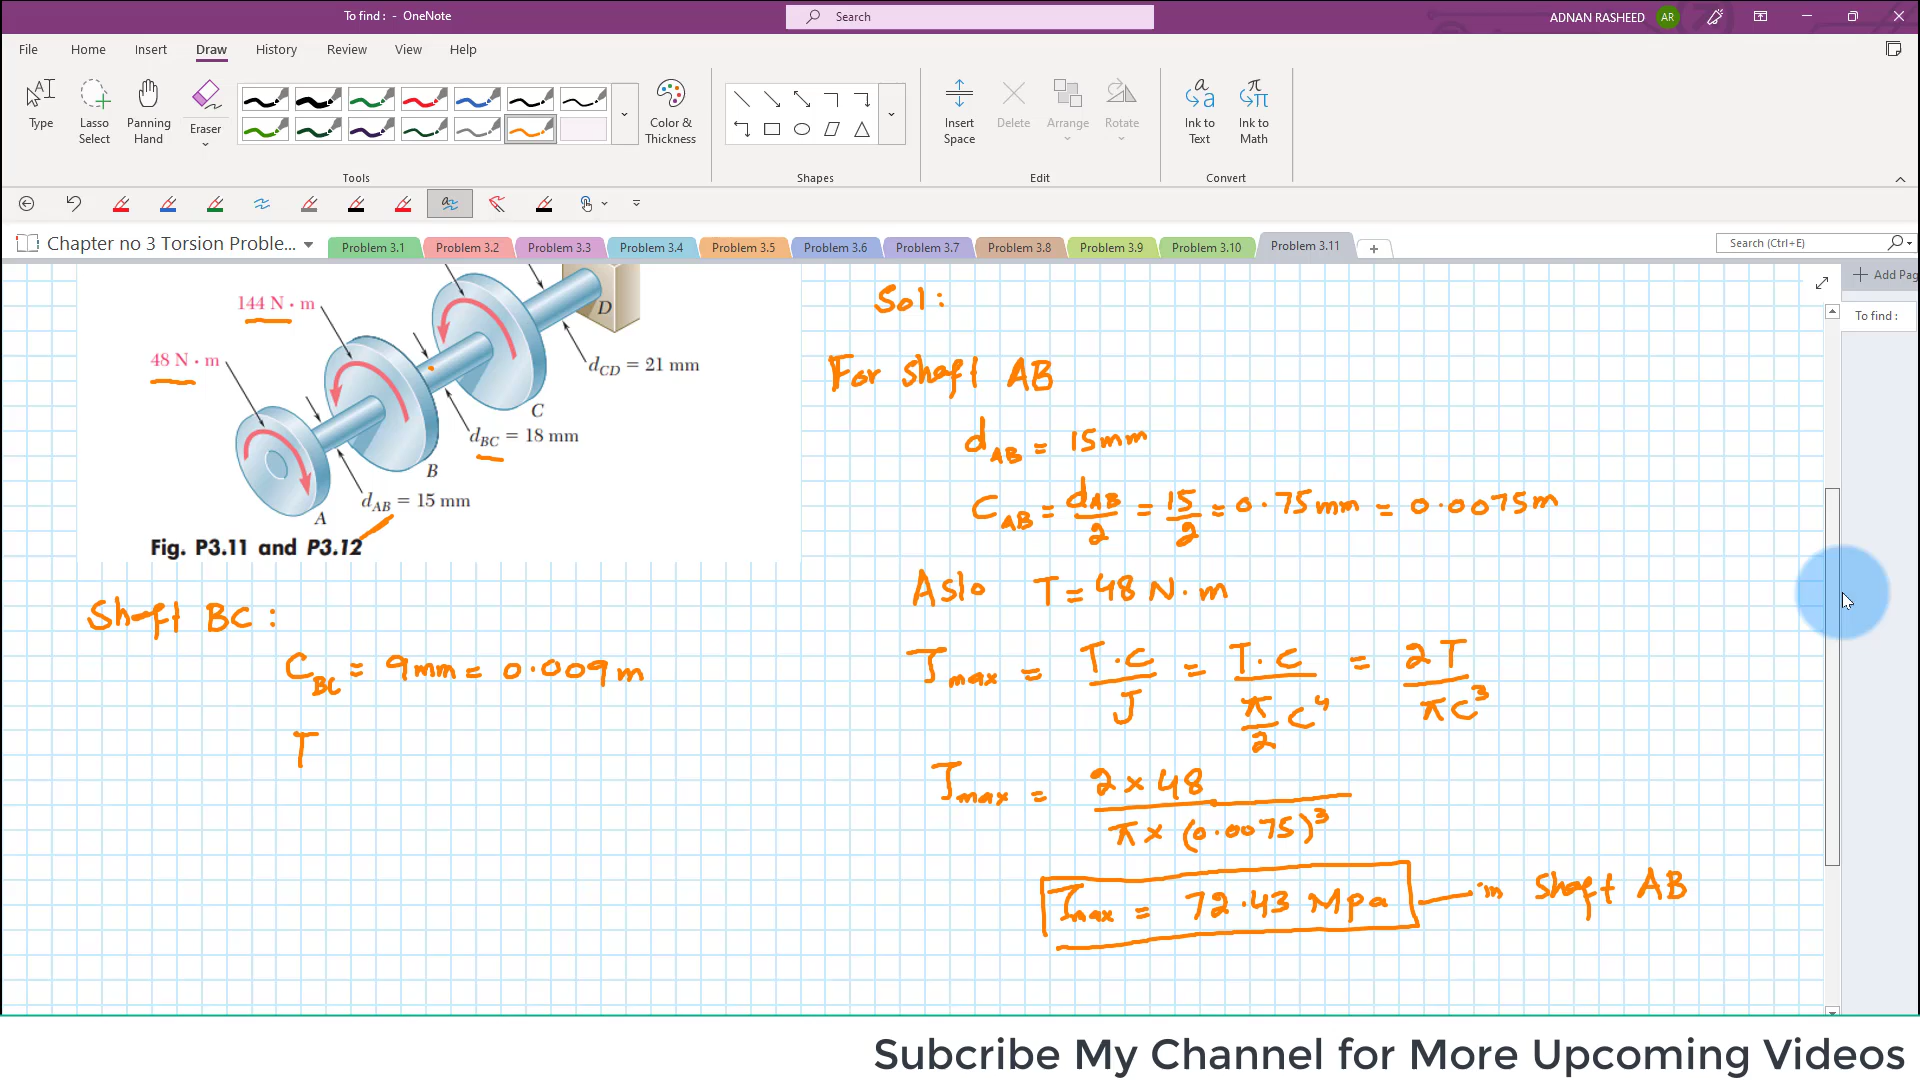 To find : - OneNote
Search
ADNAN RASHEED
AR
File
Home
Insert
Draw
History
Review
View
Help
Type
Lasso Select
Panning Hand
Eraser
Color & Thickness
Insert Space
Delete
Arrange
Rotate
Ink to Text
Ink to Math
Tools
Shapes
Edit
Convert
Chapter no 3 Torsion Proble...
Problem 3.1
Problem 3.2
Problem 3.3
Problem 3.4
Problem 3.5
Problem 3.6
Problem 3.7
Problem 3.8
Problem 3.9
Problem 3.10
Problem 3.11
Search (Ctrl+E)
Add Pag
To find :
144 N · m
48 N · m
D
dCD = 21 mm
C
dBC = 18 mm
B
dAB = 15 mm
A
Fig. P3.11 and P3.12
Shaft BC :
CBC = 9mm = 0.009m
T
Sol :
For shaft AB
dAB = 15mm
CAB = dAB/2 = 15/2 = 0.75mm = 0.0075m
Aslo T = 48 N.m
Tmax = T.C/J = T.C/(π/2 C⁴) = 2T/πC³
Tmax = 2 × 48/π × (0.0075)³
Tmax = 72.43 Mpa in shaft AB
Subcribe My Channel for More Upcoming Videos